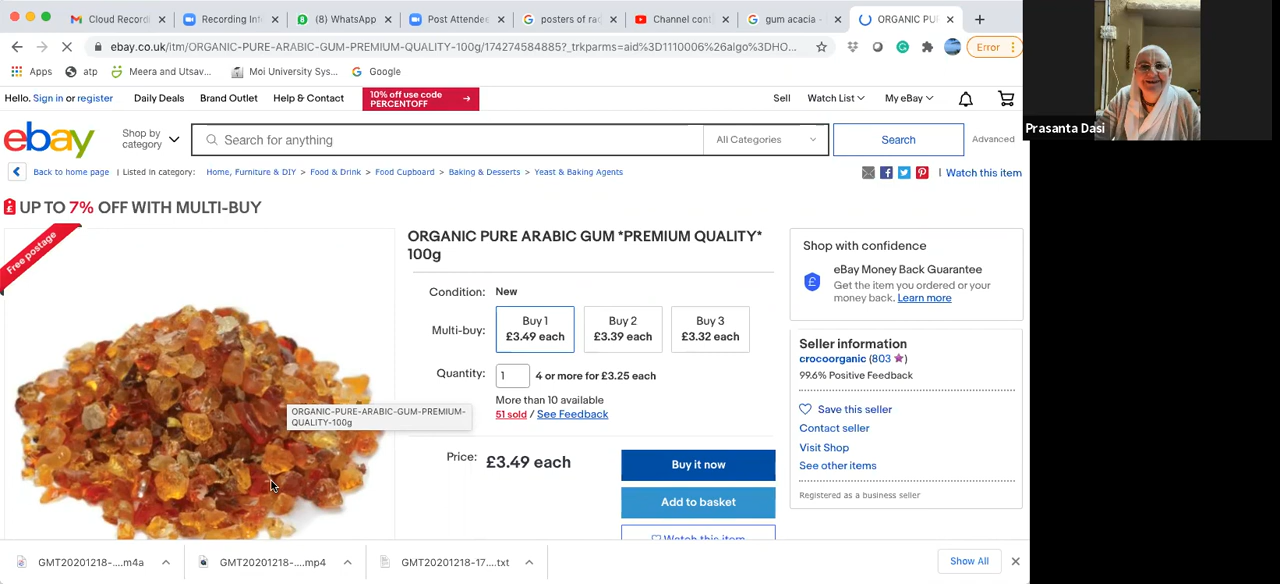 Cloud Record
Recording In
(8) WhatsApp
Post Attende
posters of ra
Channel cont
gum acacia -
ORGANIC PU
ebay.co.uk/itm/ORGANIC-PURE-ARABIC-GUM-PREMIUM-QUALITY-100g/174274584885?_trkparms=aid%3D1110006%26algo%3DHO...
Error
Apps
atp
Meera and Utsav...
Moi University Sys...
Google
Hello. Sign in or register
Daily Deals
Brand Outlet
Help & Contact
10% off use code
PERCENTOFF
Sell
Watch List
My eBay
ebay
Shop by
category
Search for anything
All Categories
Search
Advanced
Back to home page
Listed in category:
Home, Furniture & DIY > Food & Drink > Food Cupboard > Baking & Desserts > Yeast & Baking Agents
Watch this item
UP TO 7% OFF WITH MULTI-BUY
Free postage
ORGANIC PURE ARABIC GUM *PREMIUM QUALITY*
100g
Condition: New
Multi-buy:
Buy 1
£3.49 each
Buy 2
£3.39 each
Buy 3
£3.32 each
Quantity: 1 4 or more for £3.25 each
More than 10 available
51 sold / See Feedback
Price: £3.49 each
Buy it now
Add to basket
Watch this item
ORGANIC-PURE-ARABIC-GUM-PREMIUM-
QUALITY-100g
Shop with confidence
eBay Money Back Guarantee
Get the item you ordered or your
money back. Learn more
Seller information
crocoorganic (803)
99.6% Positive Feedback
Save this seller
Contact seller
Visit Shop
See other items
Registered as a business seller
GMT20201218-....m4a
GMT20201218-....mp4
GMT20201218-17....txt
Show All
Prasanta Dasi